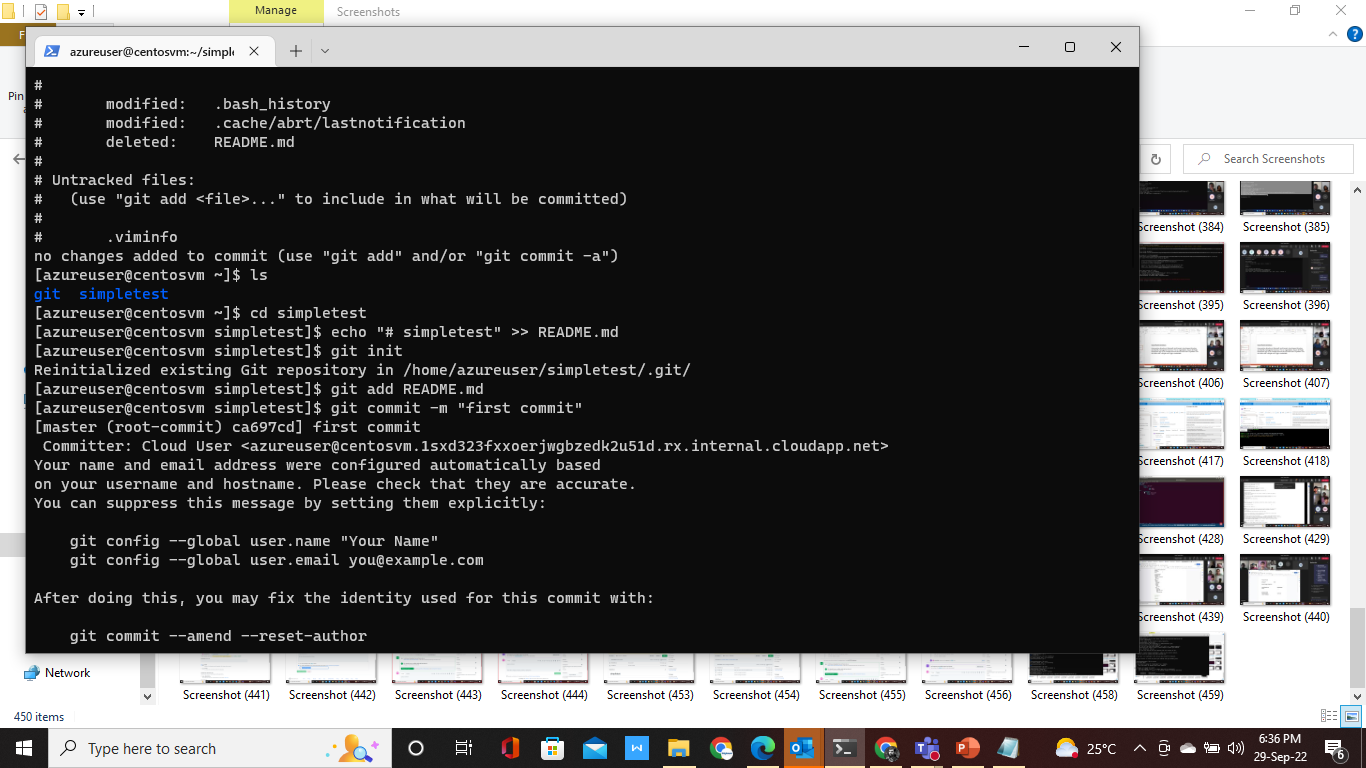 Manage
Screenshots
F
azureuser@centosvm:~/simpl
Pin
#
#       modified:   .bash_history
#       modified:   .cache/abrt/lastnotification
#       deleted:    README.md
#
# Untracked files:
#   (use "git add <file>..." to include in what will be committed)
#
#       .viminfo
no changes added to commit (use "git add" and/or "git commit -a")
[azureuser@centosvm ~]$ ls
git  simpletest
[azureuser@centosvm ~]$ cd simpletest
[azureuser@centosvm simpletest]$ echo "# simpletest" >> README.md
[azureuser@centosvm simpletest]$ git init
Reinitialized existing Git repository in /home/azureuser/simpletest/.git/
[azureuser@centosvm simpletest]$ git add README.md
[azureuser@centosvm simpletest]$ git commit -m "first commit"
[master (root-commit) ca697cd] first commit
 Committer: Cloud User <azureuser@centosvm.1sxcrlfxxperjwgbzedk2u51d.rx.internal.cloudapp.net>
Your name and email address were configured automatically based
on your username and hostname. Please check that they are accurate.
You can suppress this message by setting them explicitly:
    git config --global user.name "Your Name"
    git config --global user.email you@example.com
After doing this, you may fix the identity used for this commit with:
    git commit --amend --reset-author
Search Screenshots
Screenshot (384) Screenshot (385)
Screenshot (395) Screenshot (396)
Screenshot (406) Screenshot (407)
Screenshot (417) Screenshot (418)
Screenshot (428) Screenshot (429)
Screenshot (439) Screenshot (440)
Network
Screenshot (441) Screenshot (442) Screenshot (443) Screenshot (444) Screenshot (453) Screenshot (454) Screenshot (455) Screenshot (456) Screenshot (458) Screenshot (459)
450 items
Type here to search
W
25°C
6:36 PM
29-Sep-22
6